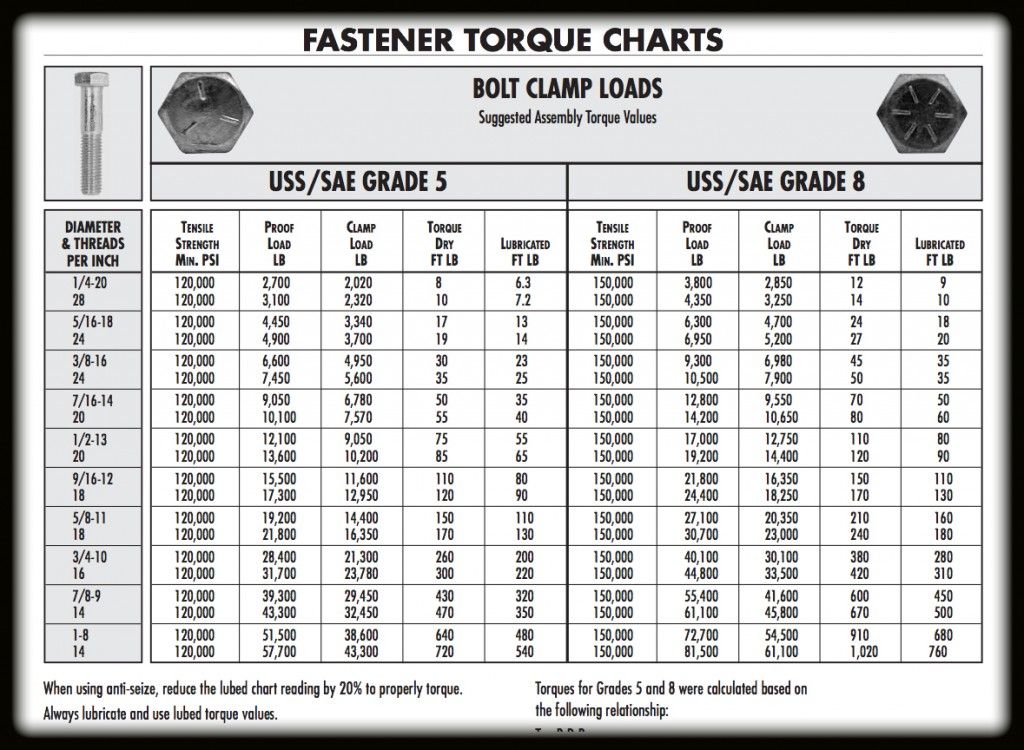 FASTENER TORQUE CHARTS
BOLT CLAMP LOADS
Suggested Assembly Torque Values
USS/SAE GRADE 5 USS/SAE GRADE 8
DIAMETER & THREADS PER INCH TENSILE STRENGTH MIN. PSI PROOF LOAD LB CLAMP LOAD LB TORQUE DRY FT LB LUBRICATED FT LB TENSILE STRENGTH MIN. PSI PROOF LOAD LB CLAMP LOAD LB TORQUE DRY FT LB LUBRICATED FT LB
1/4-20 120,000 2,700 2,020 8 6.3 150,000 3,800 2,850 12 9
28 120,000 3,100 2,320 10 7.2 150,000 4,350 3,250 14 10
5/16-18 120,000 4,450 3,340 17 13 150,000 6,300 4,700 24 18
24 120,000 4,900 3,700 19 14 150,000 6,950 5,200 27 20
3/8-16 120,000 6,600 4,950 30 23 150,000 9,300 6,980 45 35
24 120,000 7,450 5,600 35 25 150,000 10,500 7,900 50 35
7/16-14 120,000 9,050 6,780 50 35 150,000 12,800 9,550 70 50
20 120,000 10,100 7,570 55 40 150,000 14,200 10,650 80 60
1/2-13 120,000 12,100 9,050 75 55 150,000 17,000 12,750 110 80
20 120,000 13,600 10,200 85 65 150,000 19,200 14,400 120 90
9/16-12 120,000 15,500 11,600 110 80 150,000 21,800 16,350 150 110
18 120,000 17,300 12,950 120 90 150,000 24,400 18,250 170 130
5/8-11 120,000 19,200 14,400 150 110 150,000 27,100 20,350 210 160
18 120,000 21,800 16,350 170 130 150,000 30,700 23,000 240 180
3/4-10 120,000 28,400 21,300 260 200 150,000 40,100 30,100 380 280
16 120,000 31,700 23,780 300 220 150,000 44,800 33,500 420 310
7/8-9 120,000 39,300 29,450 430 320 150,000 55,400 41,600 600 450
14 120,000 43,300 32,450 470 350 150,000 61,100 45,800 670 500
1-8 120,000 51,500 38,600 640 480 150,000 72,700 54,500 910 680
14 120,000 57,700 43,300 720 540 150,000 81,500 61,100 1,020 760
When using anti-seize, reduce the lubed chart reading by 20% to properly torque.
Always lubricate and use lubed torque values.
Torques for Grades 5 and 8 were calculated based on
the following relationship: